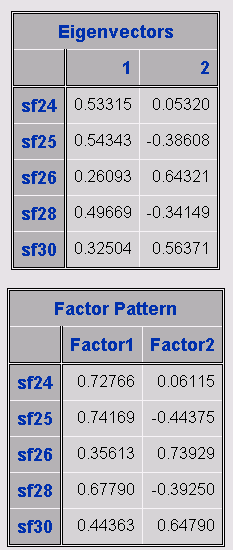 Eigenvectors
1 2
sf24 0.53315 0.05320
sf25 0.54343 -0.38608
sf26 0.26093 0.64321
sf28 0.49669 -0.34149
sf30 0.32504 0.56371
Factor Pattern
Factor1 Factor2
sf24 0.72766 0.06115
sf25 0.74169 -0.44375
sf26 0.35613 0.73929
sf28 0.67790 -0.39250
sf30 0.44363 0.64790